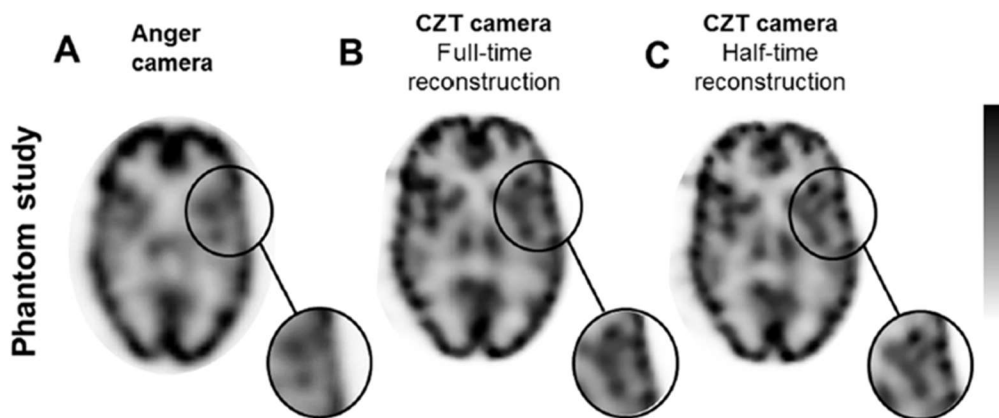 A
Anger
camera
B
CZT camera
Full-time
reconstruction
C
CZT camera
Half-time
reconstruction
Phantom study